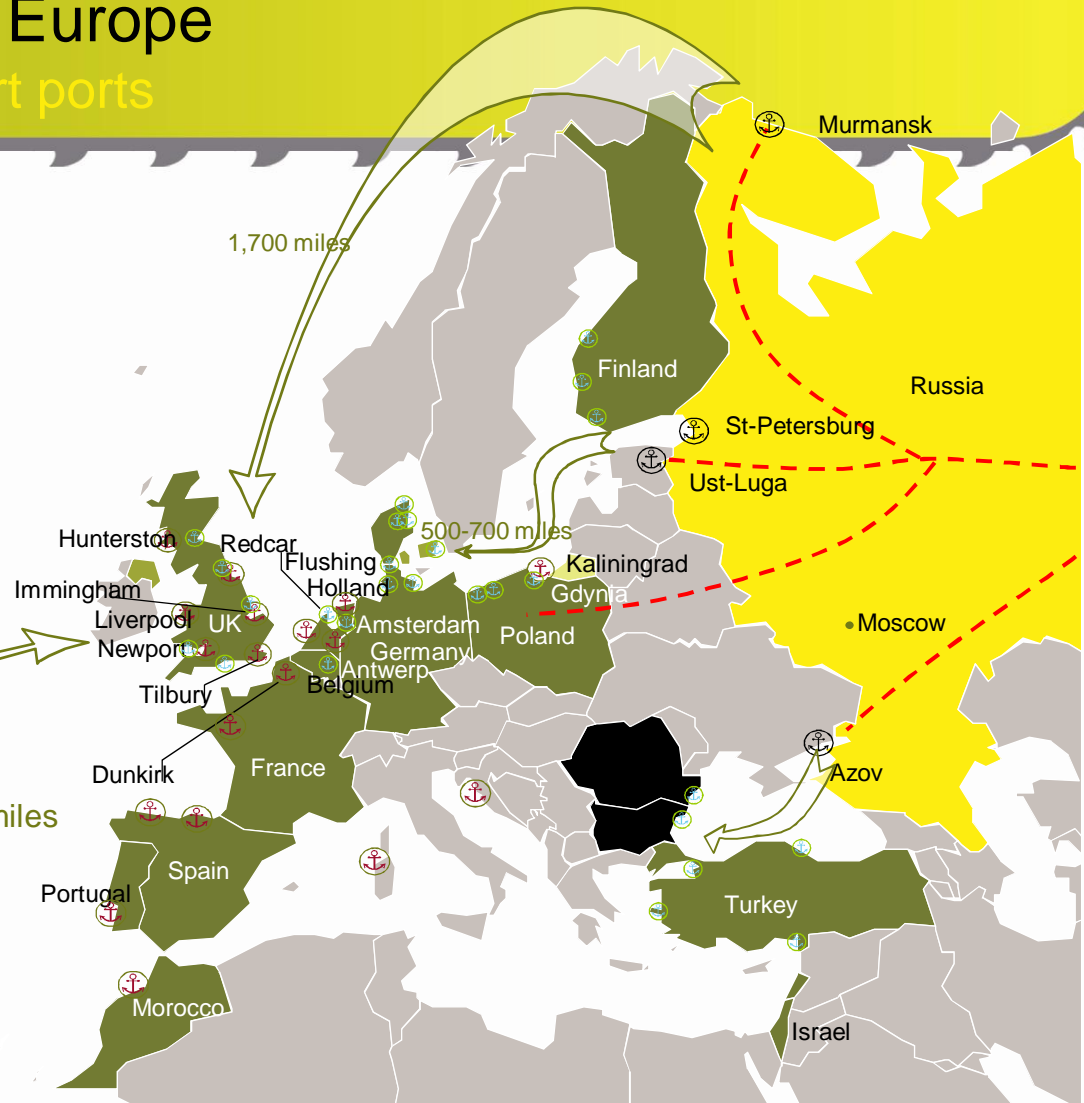 Europe
rt ports
Murmansk
1,700 miles
Finland
Russia
St-Petersburg
Ust-Luga
500-700 miles
Hunterston
Redcar
Flushing
Kaliningrad
Immingham
Holland
Gdynia
Liverpool
UK
Amsterdam
Poland
Moscow
Newport
Germany
Antwerp
Tilbury
Belgium
Dunkirk
France
Azov
miles
Spain
Portugal
Turkey
Morocco
Israel